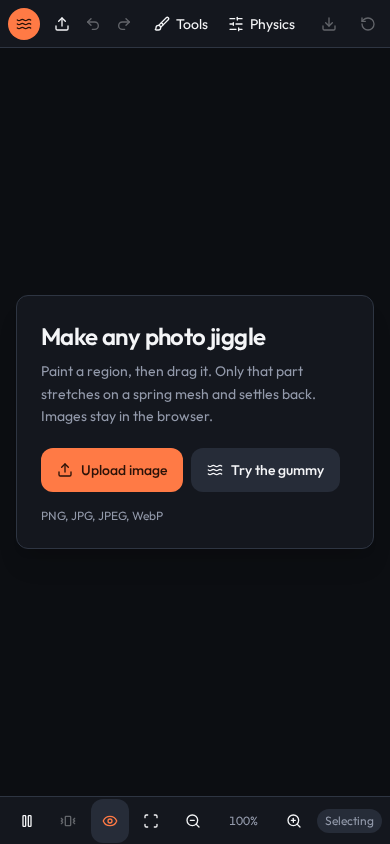 Tools
Physics
Make any photo jiggle
Paint a region, then drag it. Only that part
stretches on a spring mesh and settles back.
Images stay in the browser.
Upload image
Try the gummy
PNG, JPG, JPEG, WebP
100%
Selecting